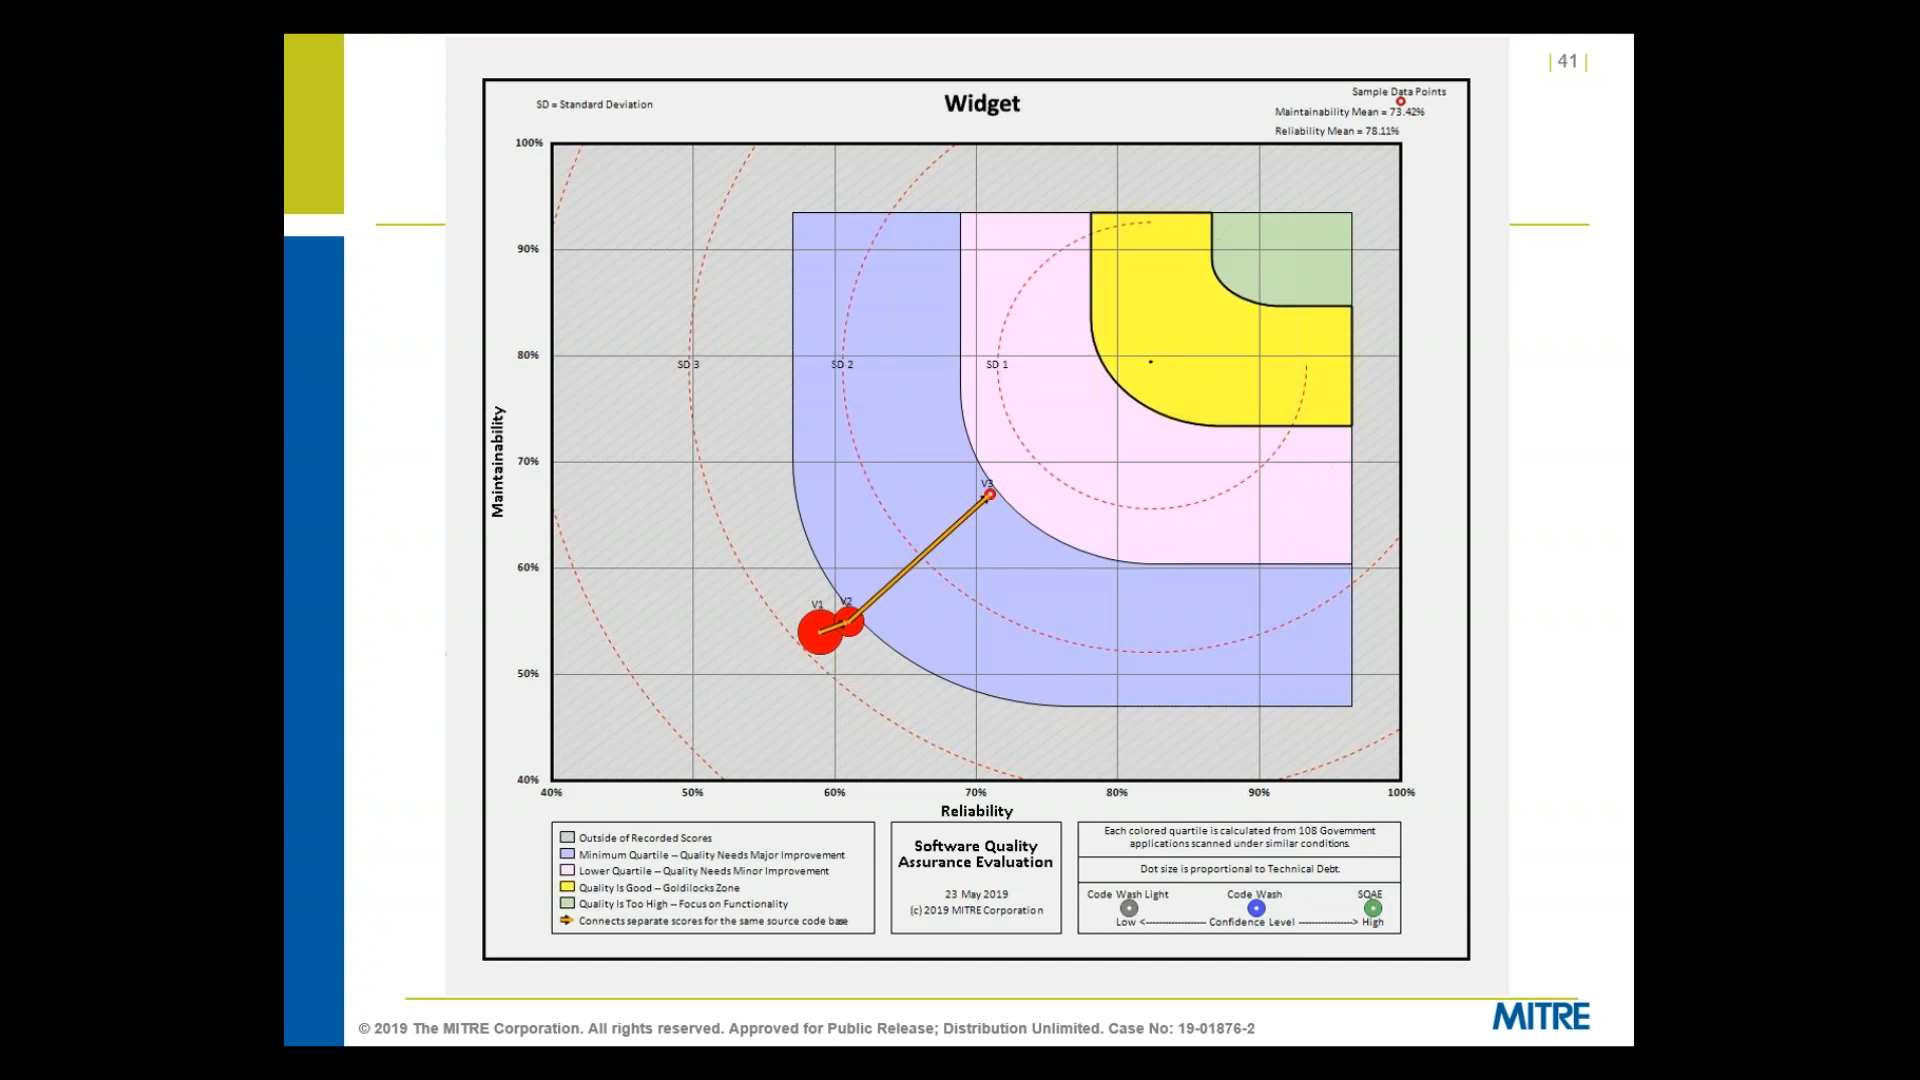 | 41 |
SD = Standard Deviation
Widget
Sample Data Points
Maintainability Mean = 73.42%
Reliability Mean = 78.11%
100%
90%
80%
70%
60%
50%
40%
Maintainability
SD 3
SD 2
SD 1
V3
V1
V2
40%
50%
60%
70%
80%
90%
100%
Reliability
Outside of Recorded Scores
Minimum Quartile – Quality Needs Major Improvement
Lower Quartile – Quality Needs Minor Improvement
Quality Is Good – Goldilocks Zone
Quality Is Too High – Focus on Functionality
Connects separate scores for the same source code base
Software Quality
Assurance Evaluation
23 May 2019
(c) 2019 MITRE Corporation
Each colored quartile is calculated from 108 Government
applications scanned under similar conditions.
Dot size is proportional to Technical Debt.
Code Wash Light
Code Wash
SQAE
Low <---------------- Confidence Level ---------------> High
© 2019 The MITRE Corporation. All rights reserved. Approved for Public Release; Distribution Unlimited. Case No: 19-01876-2
MITRE